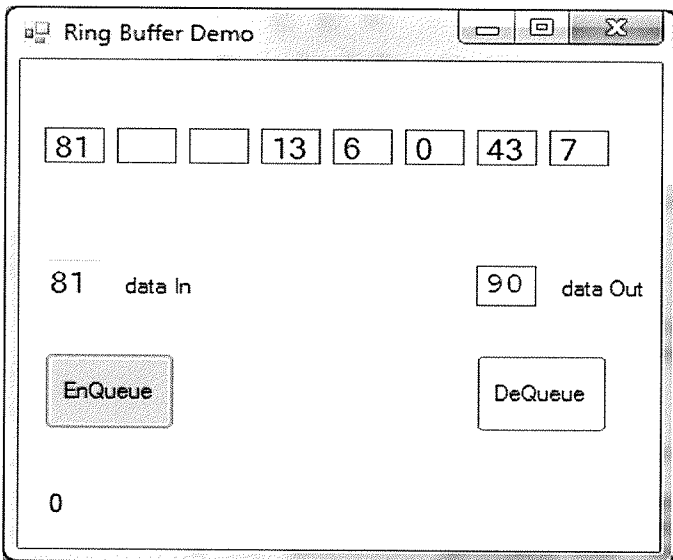 Ring Buffer Demo
81 13 6 0 43 7
81 data In 90 data Out
EnQueue DeQueue
0